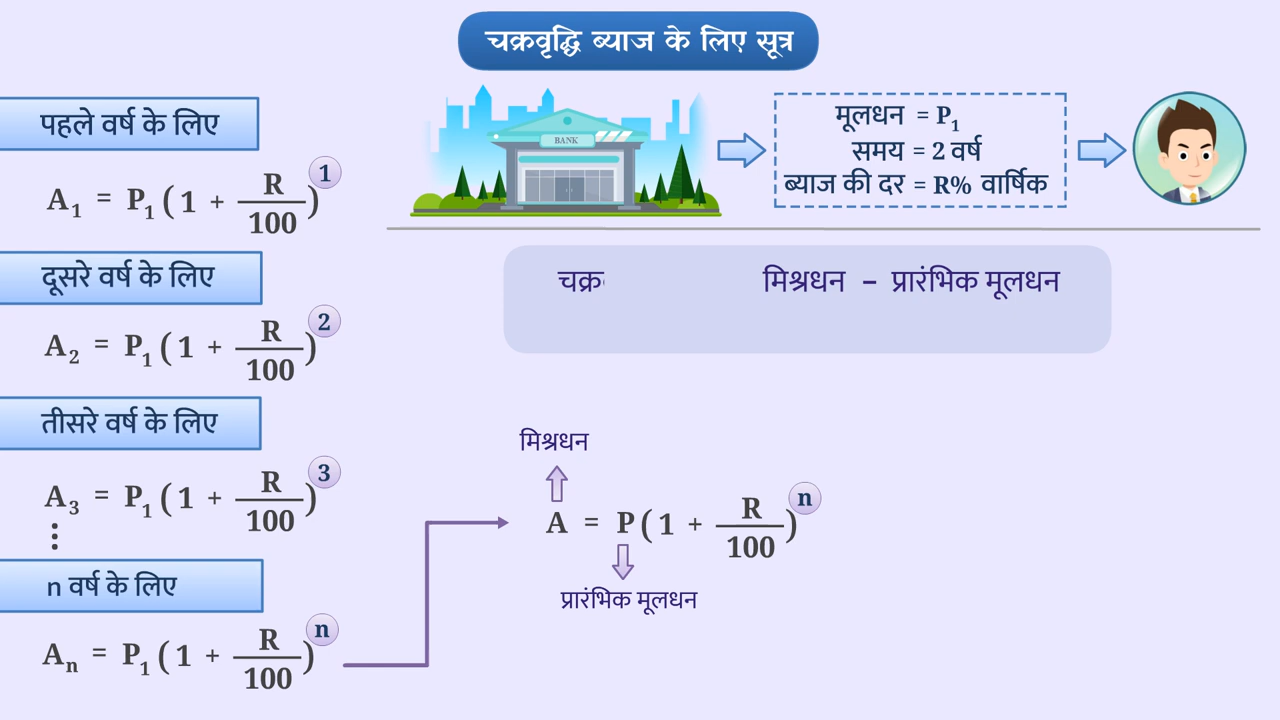 चक्रवृद्धि ब्याज के लिए सूत्र
पहले वर्ष के लिए
A₁ = P₁ ( 1 + R/100 )¹
दूसरे वर्ष के लिए
A₂ = P₁ ( 1 + R/100 )²
तीसरे वर्ष के लिए
A₃ = P₁ ( 1 + R/100 )³
⋮
n वर्ष के लिए
Aₙ = P₁ ( 1 + R/100 )ⁿ
BANK
मूलधन = P₁
समय = 2 वर्ष
ब्याज की दर = R% वार्षिक
चक्र मिश्रधन – प्रारंभिक मूलधन
मिश्रधन
A = P ( 1 + R/100 )ⁿ
प्रारंभिक मूलधन